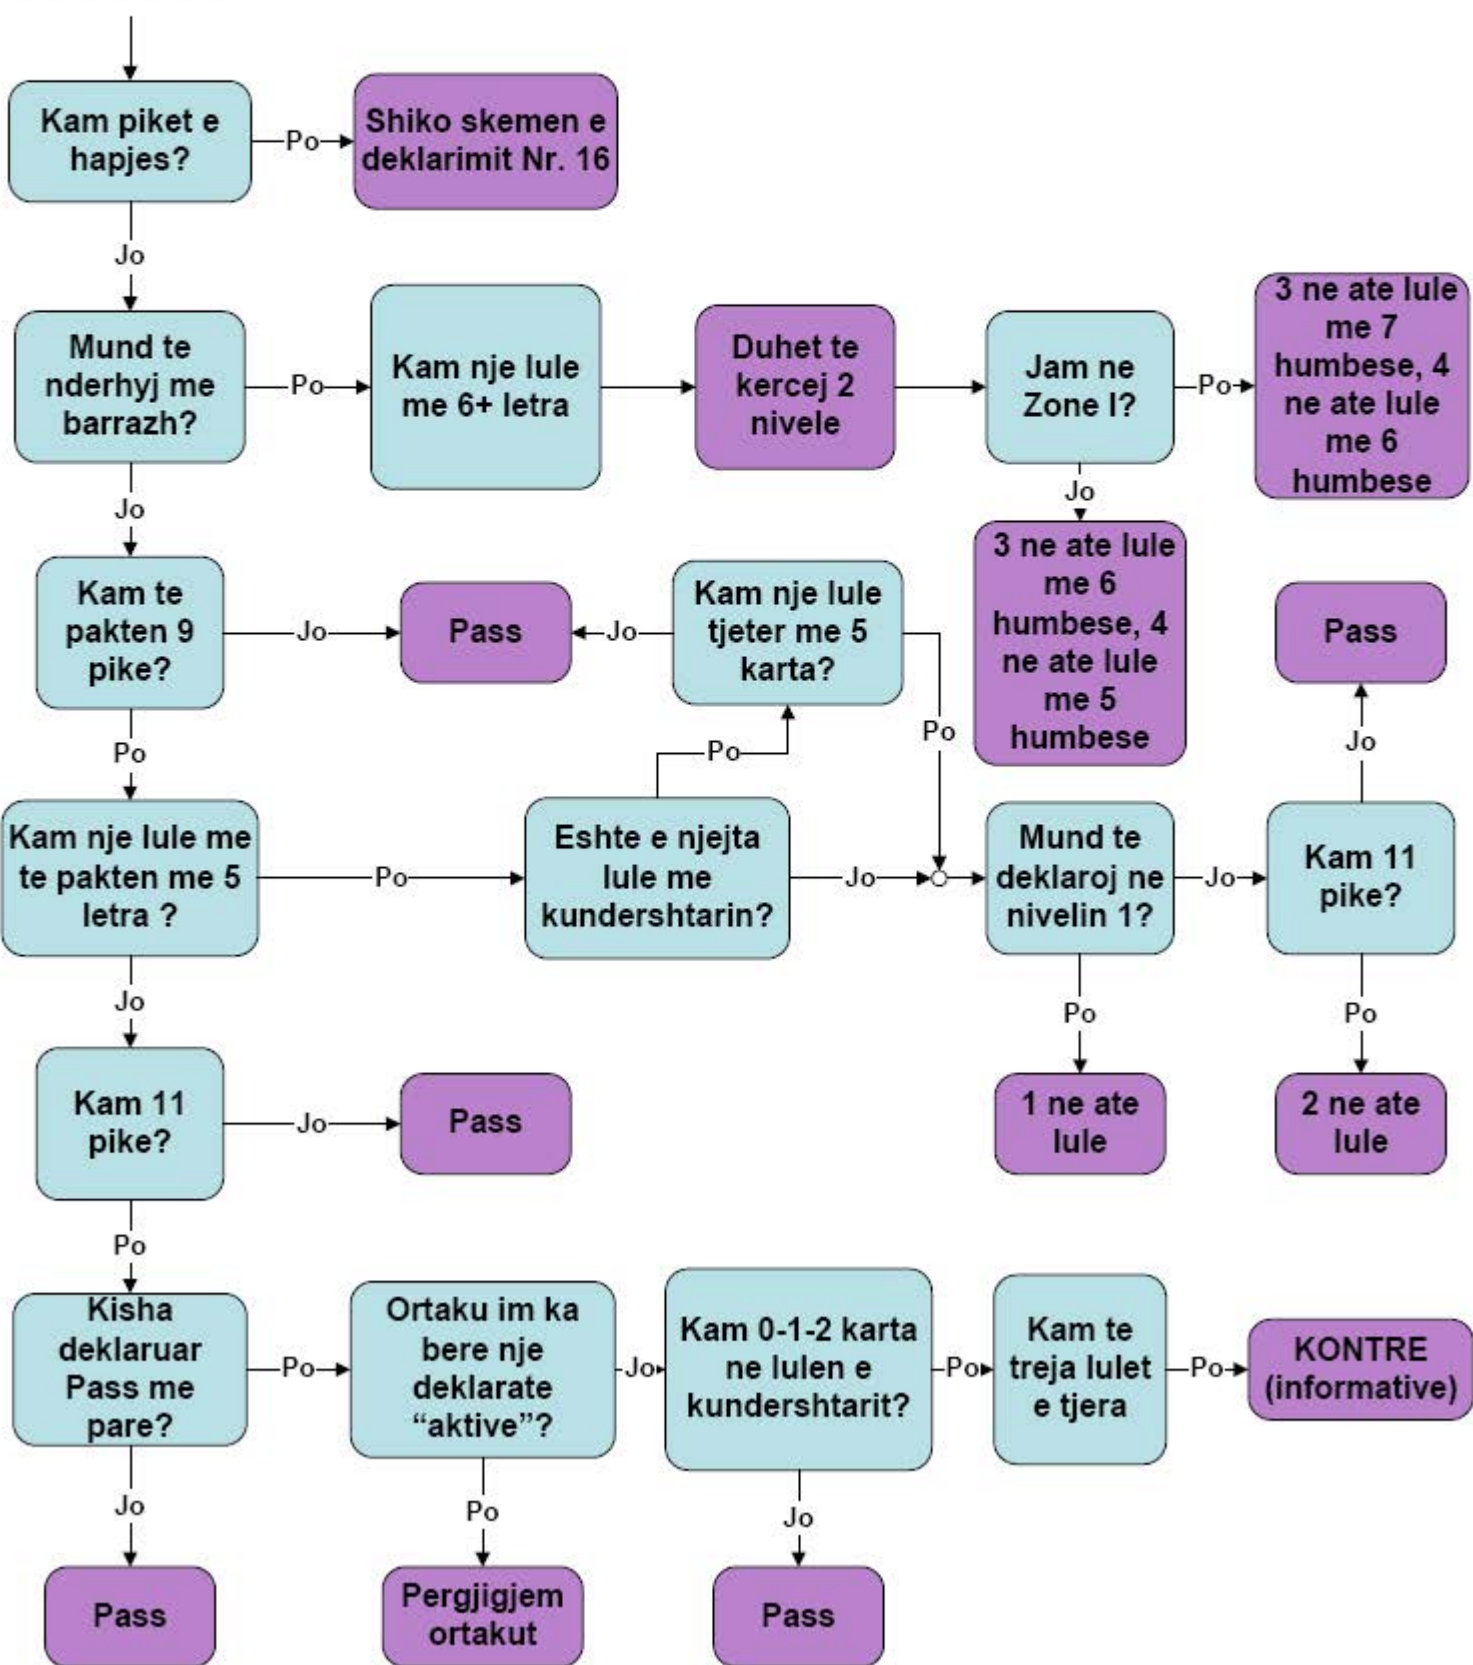 Kam piket e
hapjes?
Po
Shiko skemen e
deklarimit Nr. 16
Jo
Mund te
nderhyj me
barrazh?
Po
Kam nje lule
me 6+ letra
Duhet te
kercej 2
nivele
Jam ne
Zone I?
Po
3 ne ate lule
me 7
humbese, 4
ne ate lule
me 6
humbese
Jo
Jo
3 ne ate lule
me 6
humbese, 4
ne ate lule
me 5
humbese
Kam te
pakten 9
pike?
Jo
Pass
Jo
Kam nje lule
tjeter me 5
karta?
Po
Pass
Po
Po
Jo
Kam nje lule me
te pakten me 5
letra ?
Po
Eshte e njejta
lule me
kundershtarin?
Jo
Mund te
deklaroj ne
nivelin 1?
Jo
Kam 11
pike?
Jo
Po
Po
Kam 11
pike?
Jo
Pass
1 ne ate
lule
2 ne ate
lule
Po
Kisha
deklaruar
Pass me
pare?
Po
Ortaku im ka
bere nje
deklarate
“aktive”?
Jo
Kam 0-1-2 karta
ne lulen e
kundershtarit?
Po
Kam te
treja lulet
e tjera
Po
KONTRE
(informative)
Jo
Po
Jo
Pass
Pergjigjem
ortakut
Pass